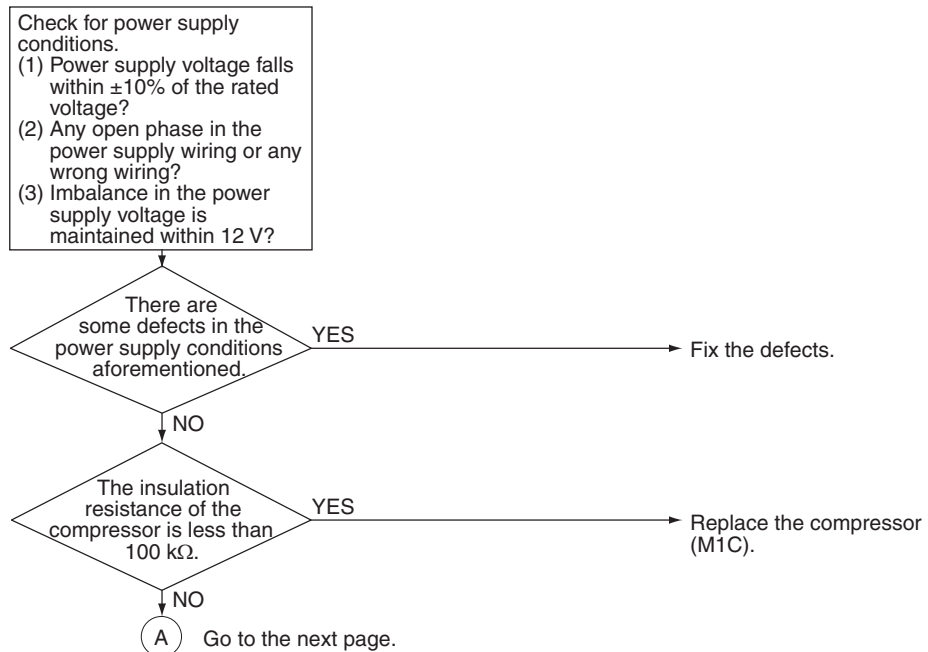 Check for power supply
conditions.
(1) Power supply voltage falls
within ±10% of the rated
voltage?
(2) Any open phase in the
power supply wiring or any
wrong wiring?
(3) Imbalance in the power
supply voltage is
maintained within 12 V?
There are
some defects in the
power supply conditions
aforementioned.
YES
Fix the defects.
NO
The insulation
resistance of the
compressor is less than
100 kΩ.
YES
Replace the compressor
(M1C).
NO
A
Go to the next page.